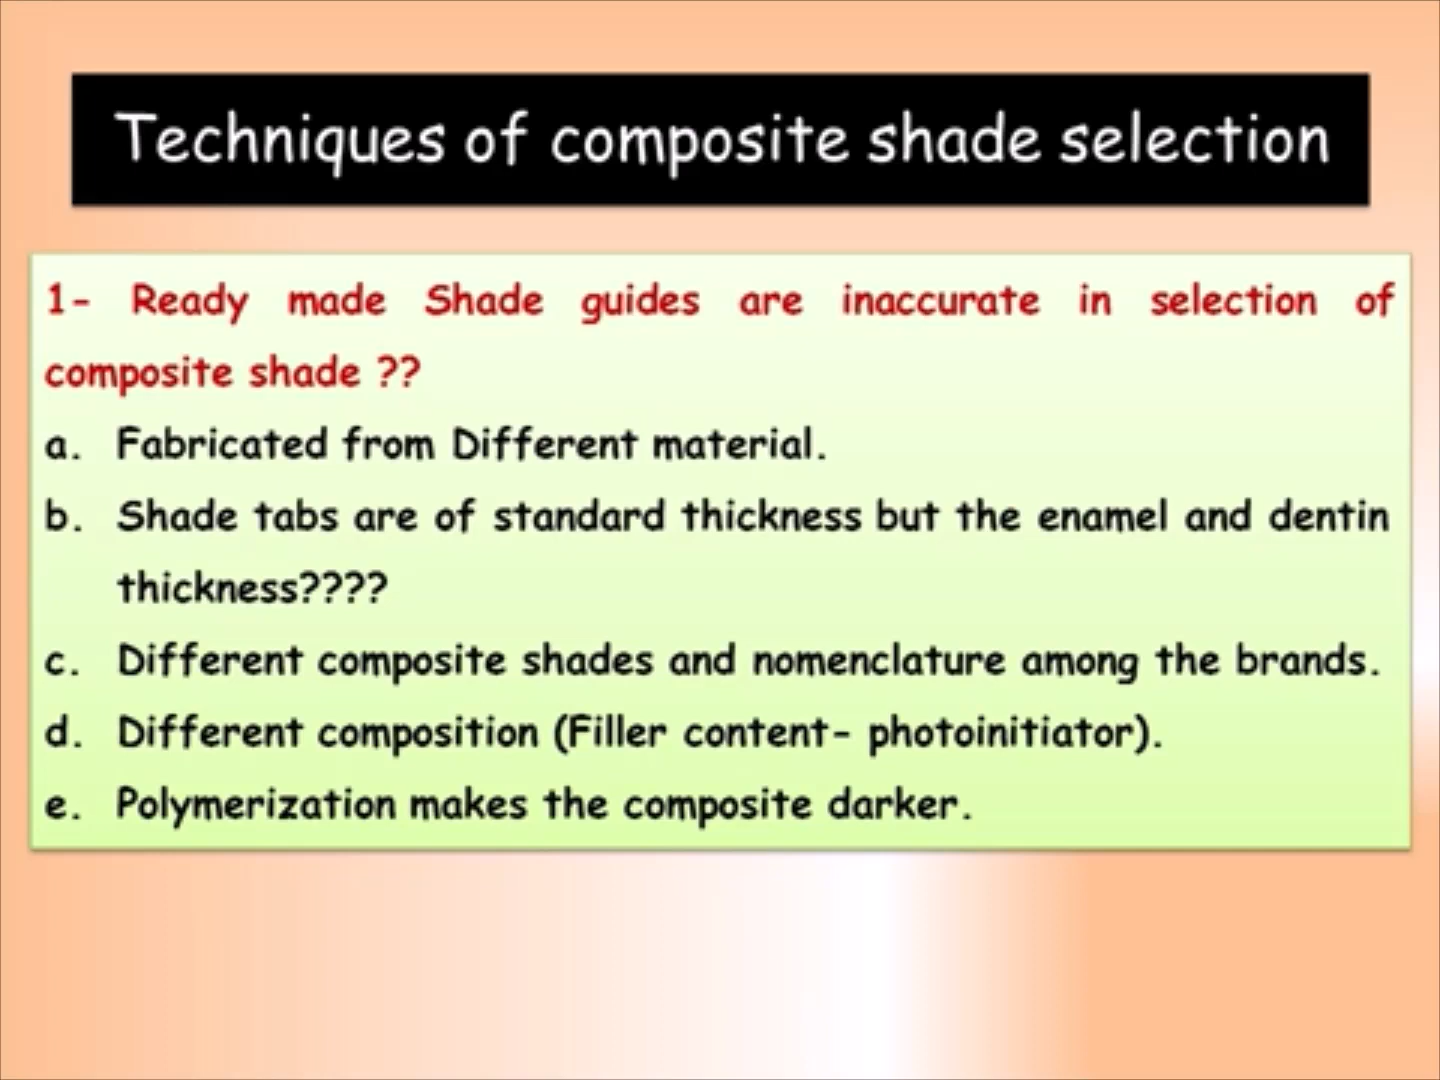 Techniques of composite shade selection
1- Ready made Shade guides are inaccurate in selection of
composite shade ??
a. Fabricated from Different material.
b. Shade tabs are of standard thickness but the enamel and dentin
thickness????
c. Different composite shades and nomenclature among the brands.
d. Different composition (Filler content- photoinitiator).
e. Polymerization makes the composite darker.